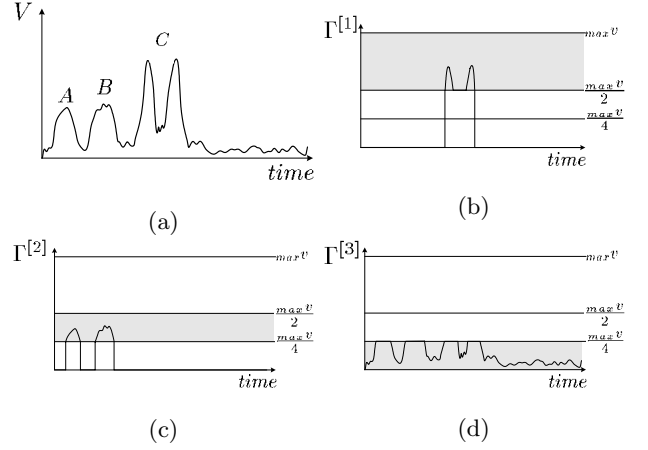 V
A
B
C
time
(a)
Γ[1]
max v
max v
2
max v
4
time
(b)
Γ[2]
max v
max v
2
max v
4
time
(c)
Γ[3]
max v
max v
2
max v
4
time
(d)